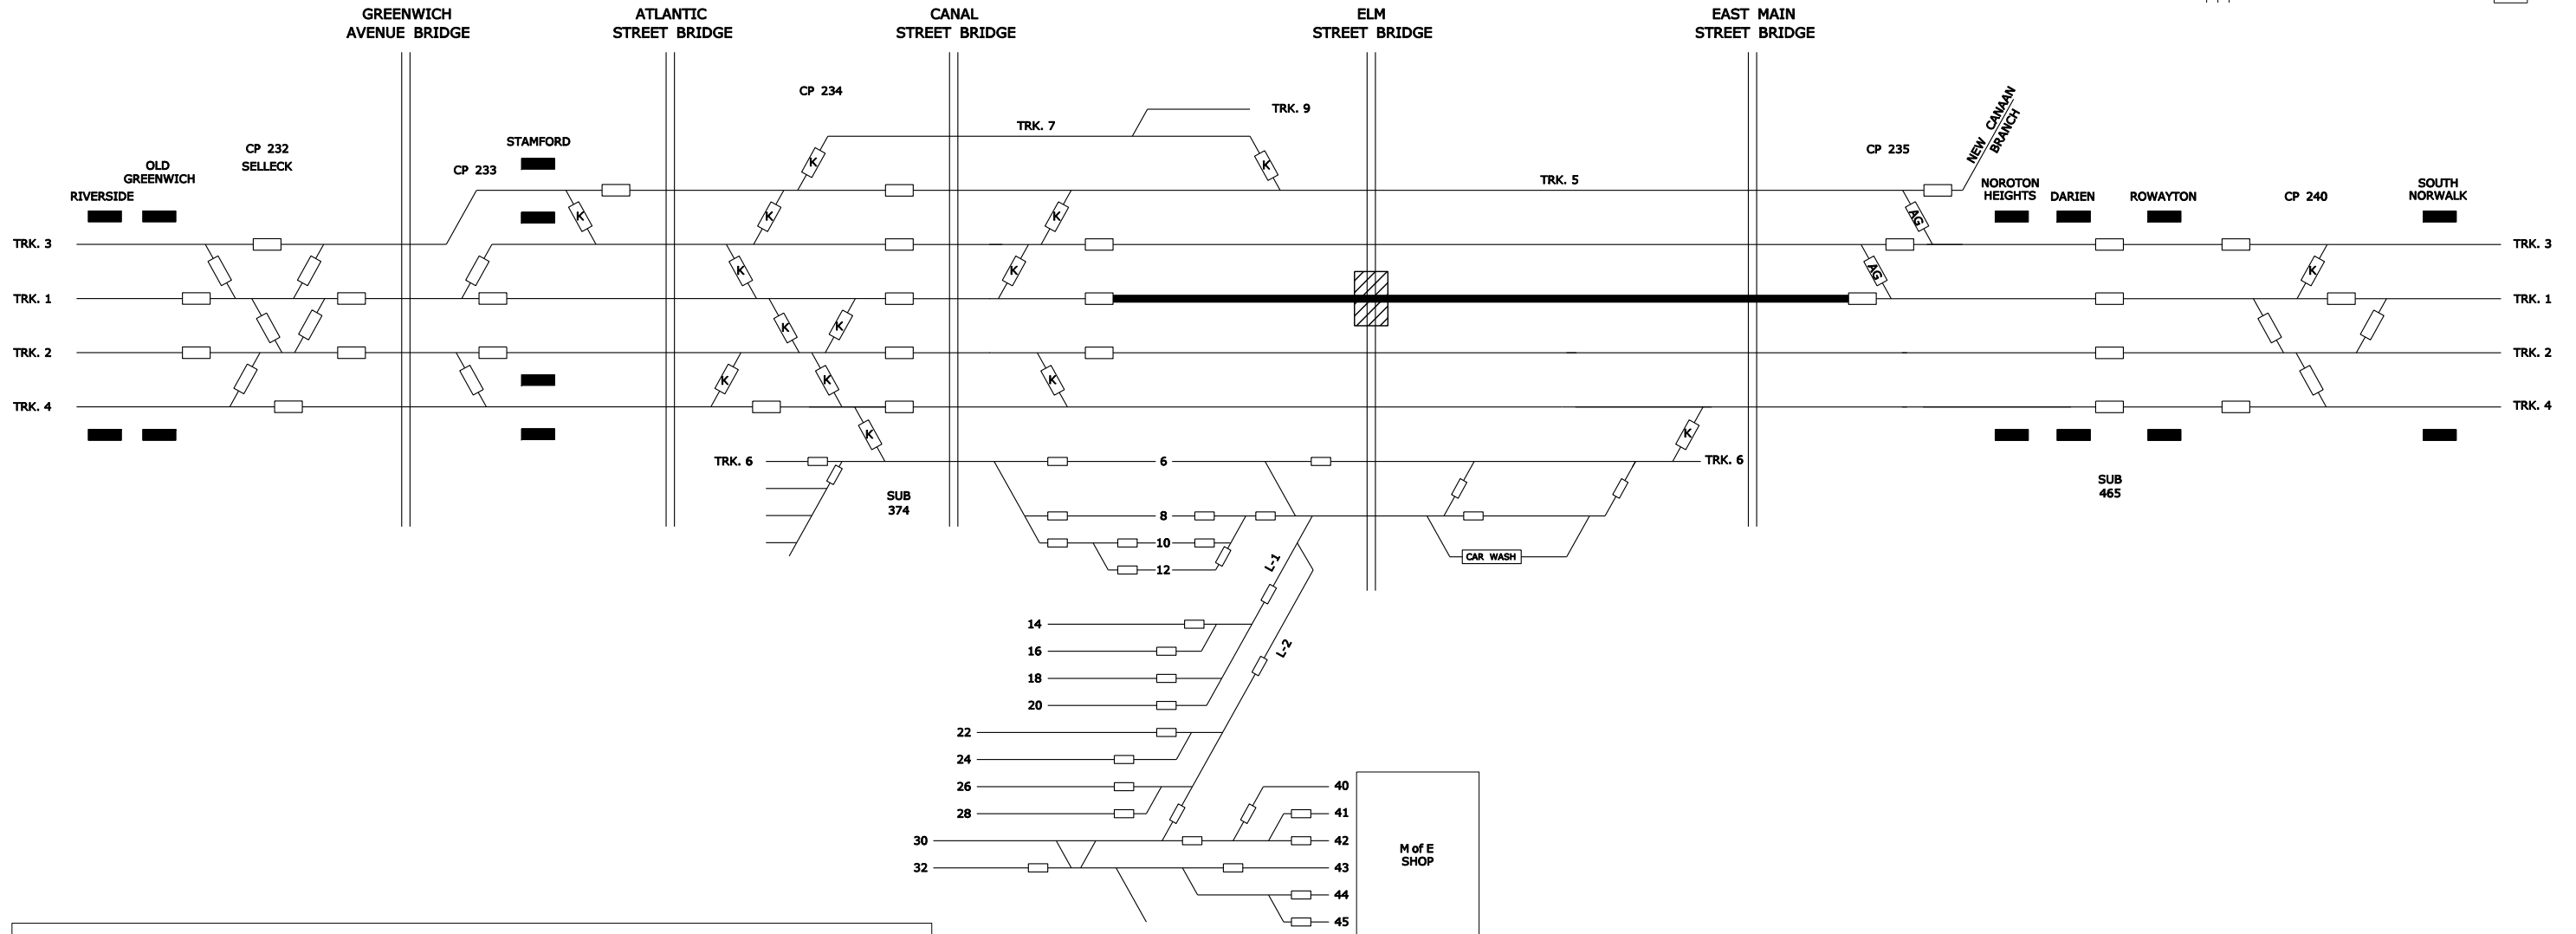 GREENWICH
AVENUE BRIDGE
ATLANTIC
STREET BRIDGE
CANAL
STREET BRIDGE
ELM
STREET BRIDGE
EAST MAIN
STREET BRIDGE
CP 234
TRK. 9
TRK. 7
NEW CANAAN
BRANCH
STAMFORD
CP 232
SELLECK
CP 235
OLD
GREENWICH
CP 233
K
K
TRK. 5
RIVERSIDE
NOROTON
HEIGHTS
DARIEN
ROWAYTON
CP 240
SOUTH
NORWALK
K
K
K
AG
TRK. 3
TRK. 3
K
K
AG
K
TRK. 1
TRK. 1
K
K
TRK. 2
TRK. 2
K
K
K
TRK. 4
TRK. 4
K
K
TRK. 6
6
TRK. 6
SUB
374
SUB
465
8
10
CAR WASH
12
L-1
14
16
L-2
18
20
22
24
26
40
28
41
30
42
M of E
SHOP
32
43
44
45